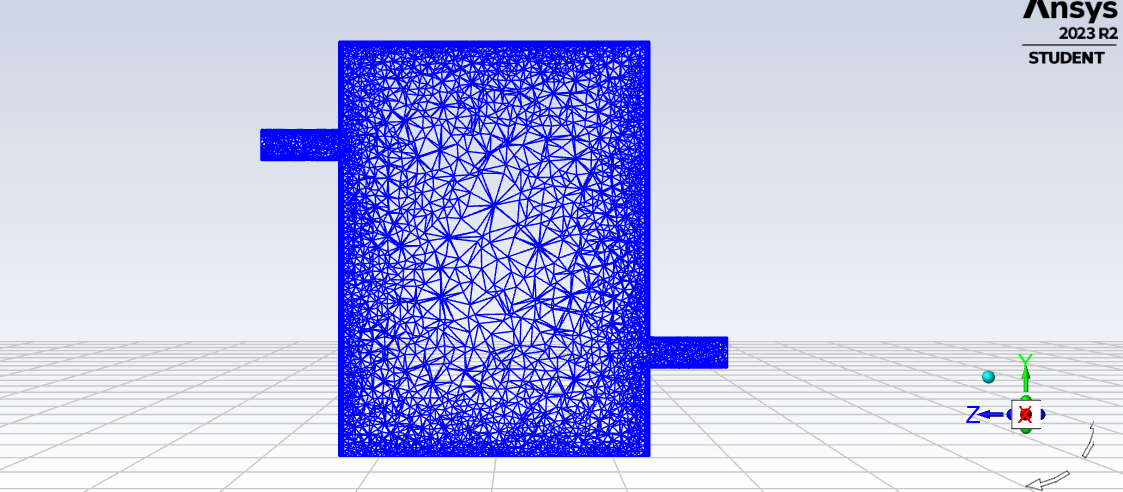 Ansys
2023 R2
STUDENT
Y
Z
X